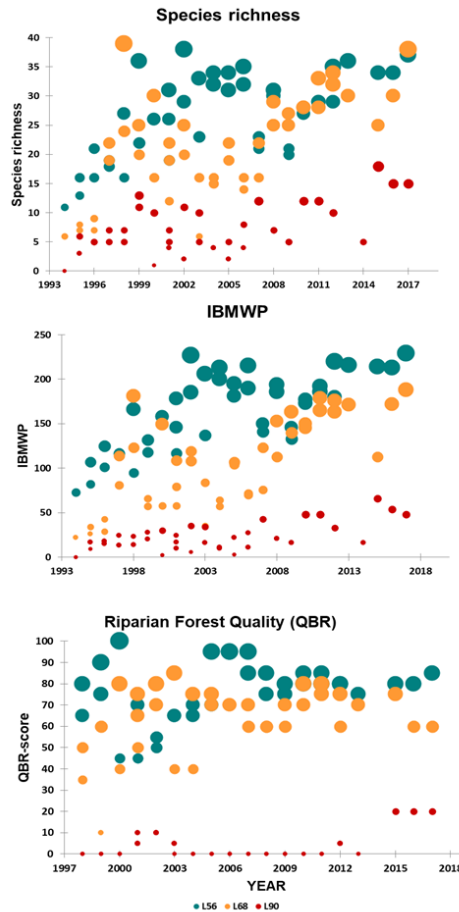 Species richness
Species richness
40
35
30
25
20
15
10
5
0
1993 1996 1999 2002 2005 2008 2011 2014 2017
IBMWP
IBMWP
250
200
150
100
50
0
1993 1998 2003 2008 2013 2018
Riparian Forest Quality (QBR)
QBR-score
100
90
80
70
60
50
40
30
20
10
0
1997 2000 2003 2006 2009 2012 2015 2018
YEAR
L56 L68 L90